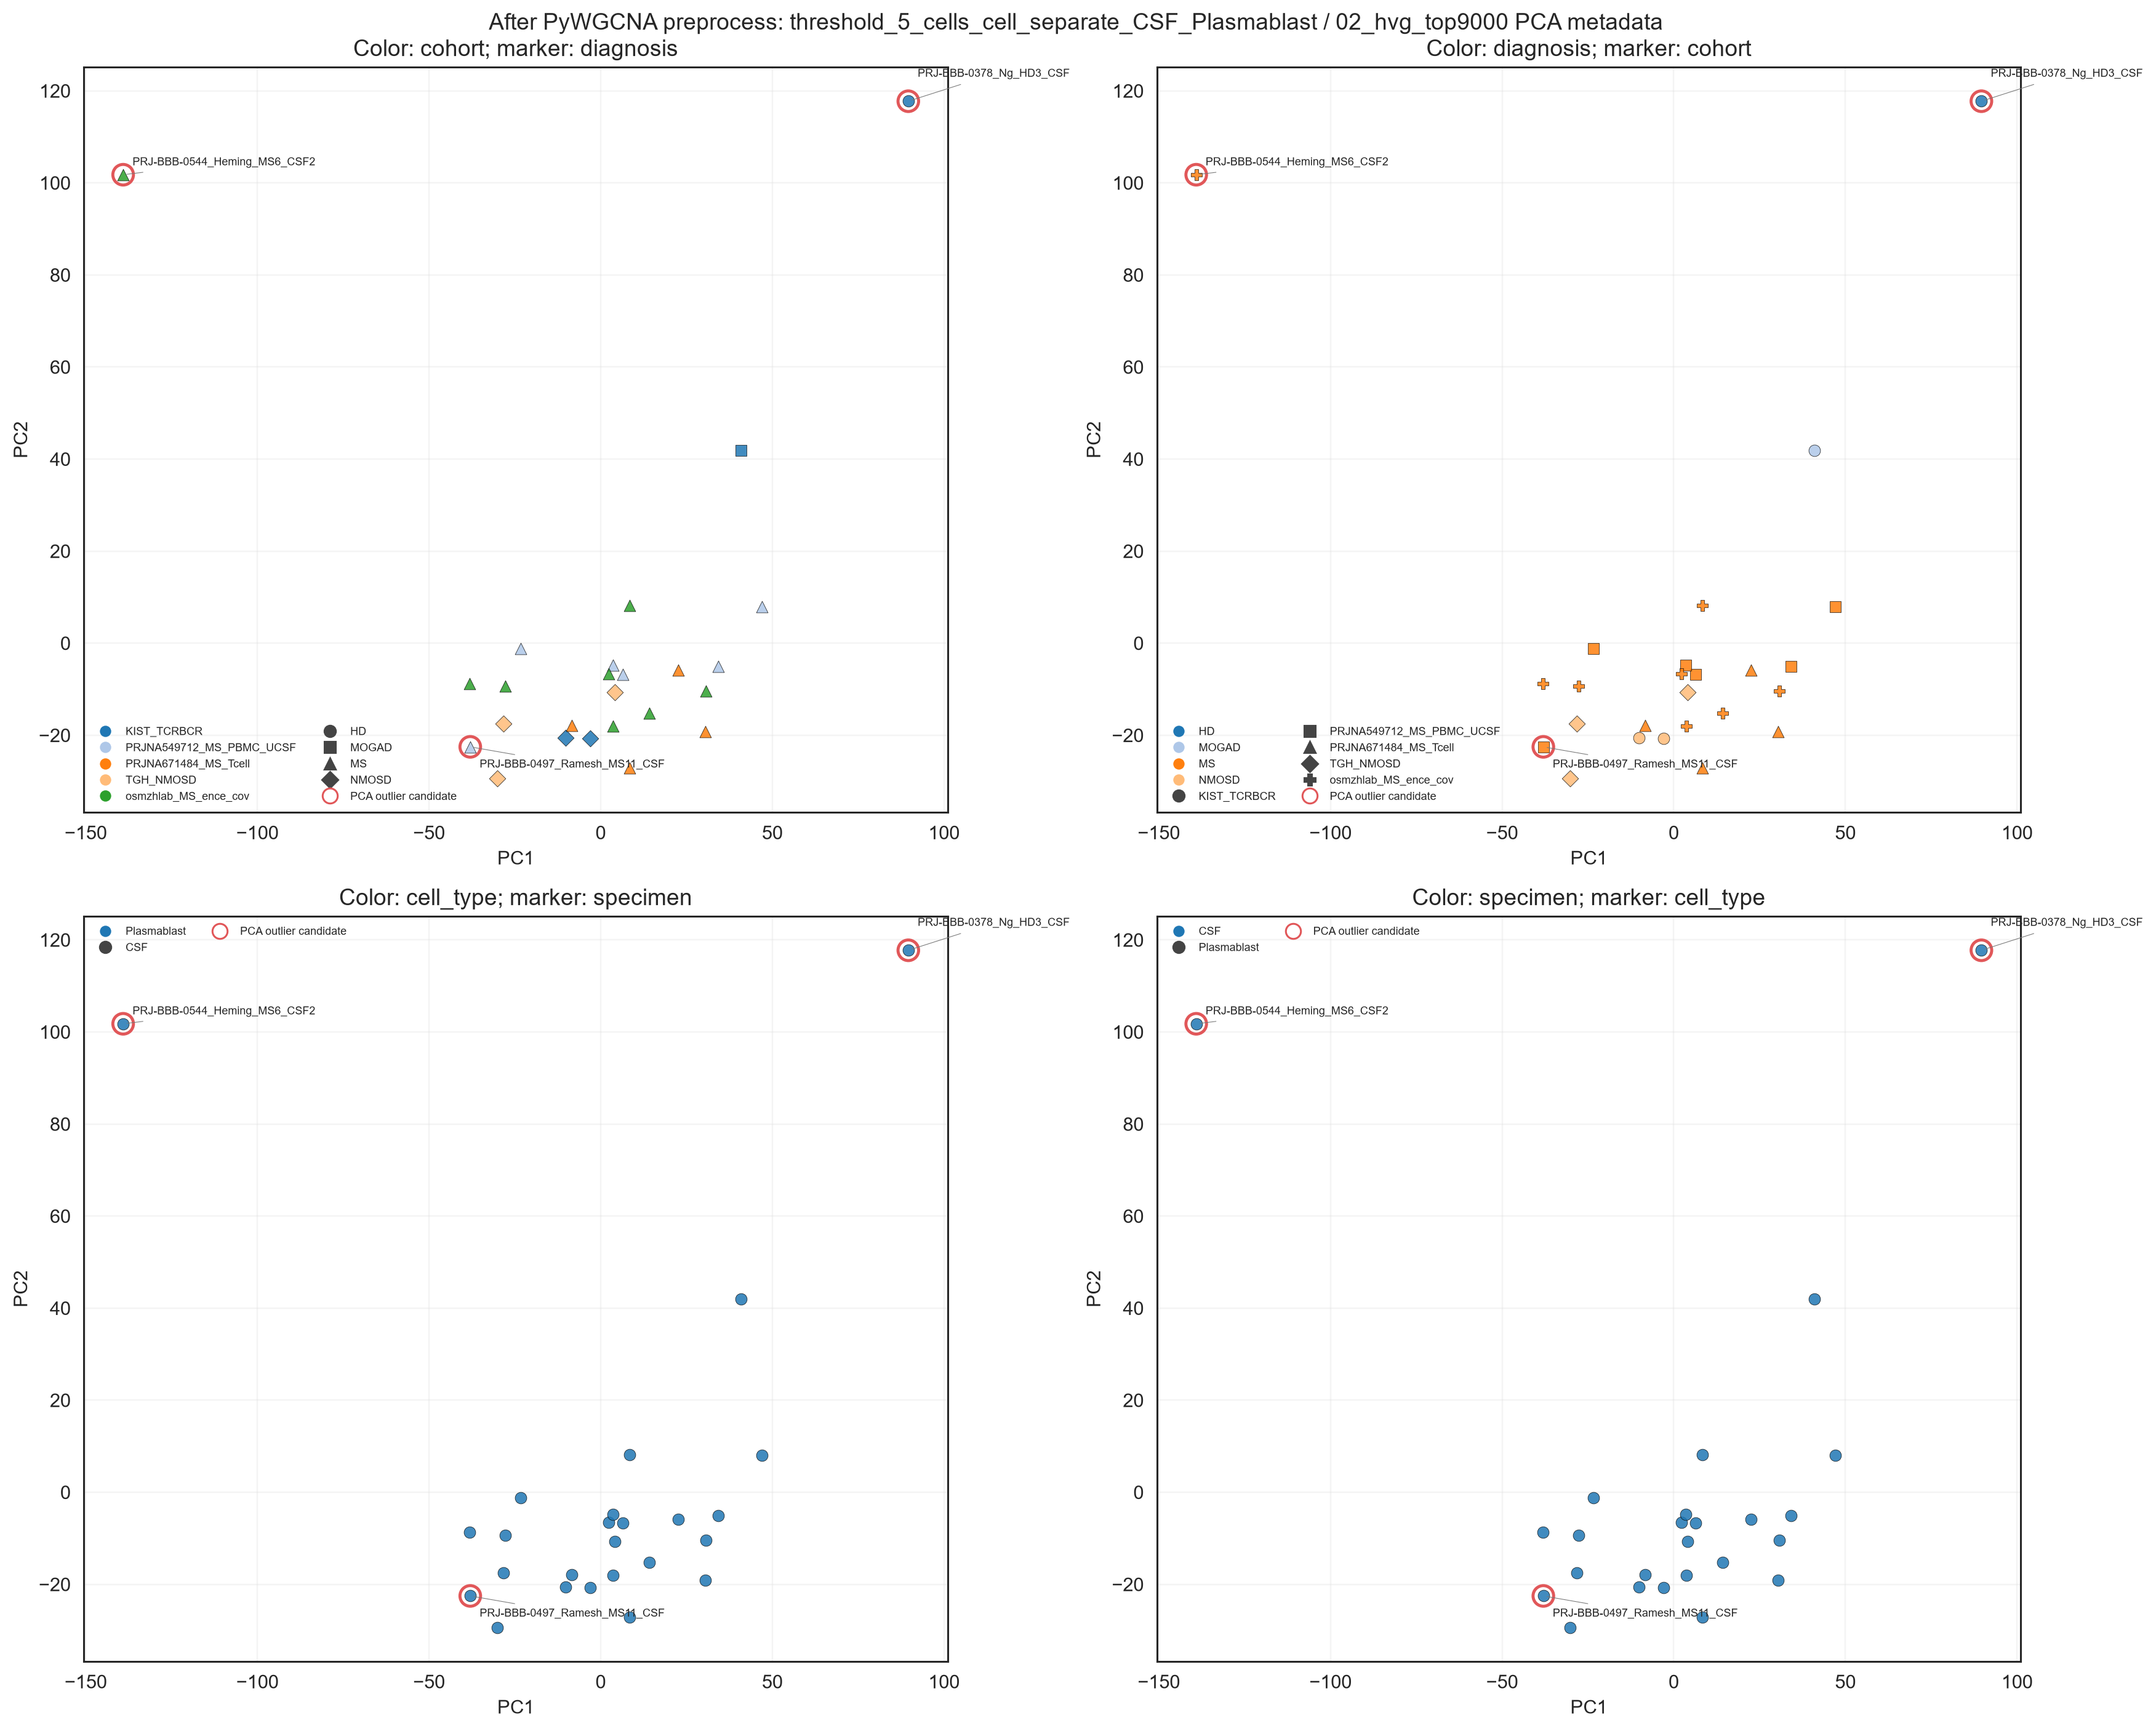 After PyWGCNA preprocess: threshold_5_cells_cell_separate_CSF_Plasmablast / 02_hvg_top9000 PCA metadata
Color: cohort; marker: diagnosis
PRJ-BBB-0378_Ng_HD3_CSF
PRJ-BBB-0544_Heming_MS6_CSF2
PRJ-BBB-0497_Ramesh_MS11_CSF
120
100
80
60
40
20
0
−20
PC2
KIST_TCRBCR
PRJNA549712_MS_PBMC_UCSF
PRJNA671484_MS_Tcell
TGH_NMOSD
osmzhlab_MS_ence_cov
HD
MOGAD
MS
NMOSD
PCA outlier candidate
−150 −100 −50 0 50 100
PC1
Color: diagnosis; marker: cohort
PRJ-BBB-0378_Ng_HD3_CSF
PRJ-BBB-0544_Heming_MS6_CSF2
PRJ-BBB-0497_Ramesh_MS11_CSF
120
100
80
60
40
20
0
−20
PC2
HD
MOGAD
MS
NMOSD
KIST_TCRBCR
PRJNA549712_MS_PBMC_UCSF
PRJNA671484_MS_Tcell
TGH_NMOSD
osmzhlab_MS_ence_cov
PCA outlier candidate
−150 −100 −50 0 50 100
PC1
Color: cell_type; marker: specimen
Plasmablast
CSF
PCA outlier candidate
PRJ-BBB-0378_Ng_HD3_CSF
PRJ-BBB-0544_Heming_MS6_CSF2
PRJ-BBB-0497_Ramesh_MS11_CSF
120
100
80
60
40
20
0
−20
PC2
−150 −100 −50 0 50 100
PC1
Color: specimen; marker: cell_type
CSF
Plasmablast
PCA outlier candidate
PRJ-BBB-0378_Ng_HD3_CSF
PRJ-BBB-0544_Heming_MS6_CSF2
PRJ-BBB-0497_Ramesh_MS11_CSF
120
100
80
60
40
20
0
−20
PC2
−150 −100 −50 0 50 100
PC1